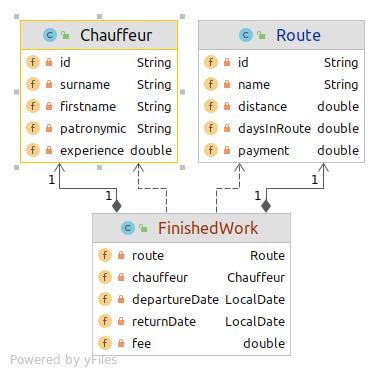 Chauffeur
f id String
f surname String
f firstname String
f patronymic String
f experience double
Route
f id String
f name String
f distance double
f daysInRoute double
f payment double
1
1
1
1
FinishedWork
f route Route
f chauffeur Chauffeur
f departureDate LocalDate
f returnDate LocalDate
f fee double
Powered by yFiles